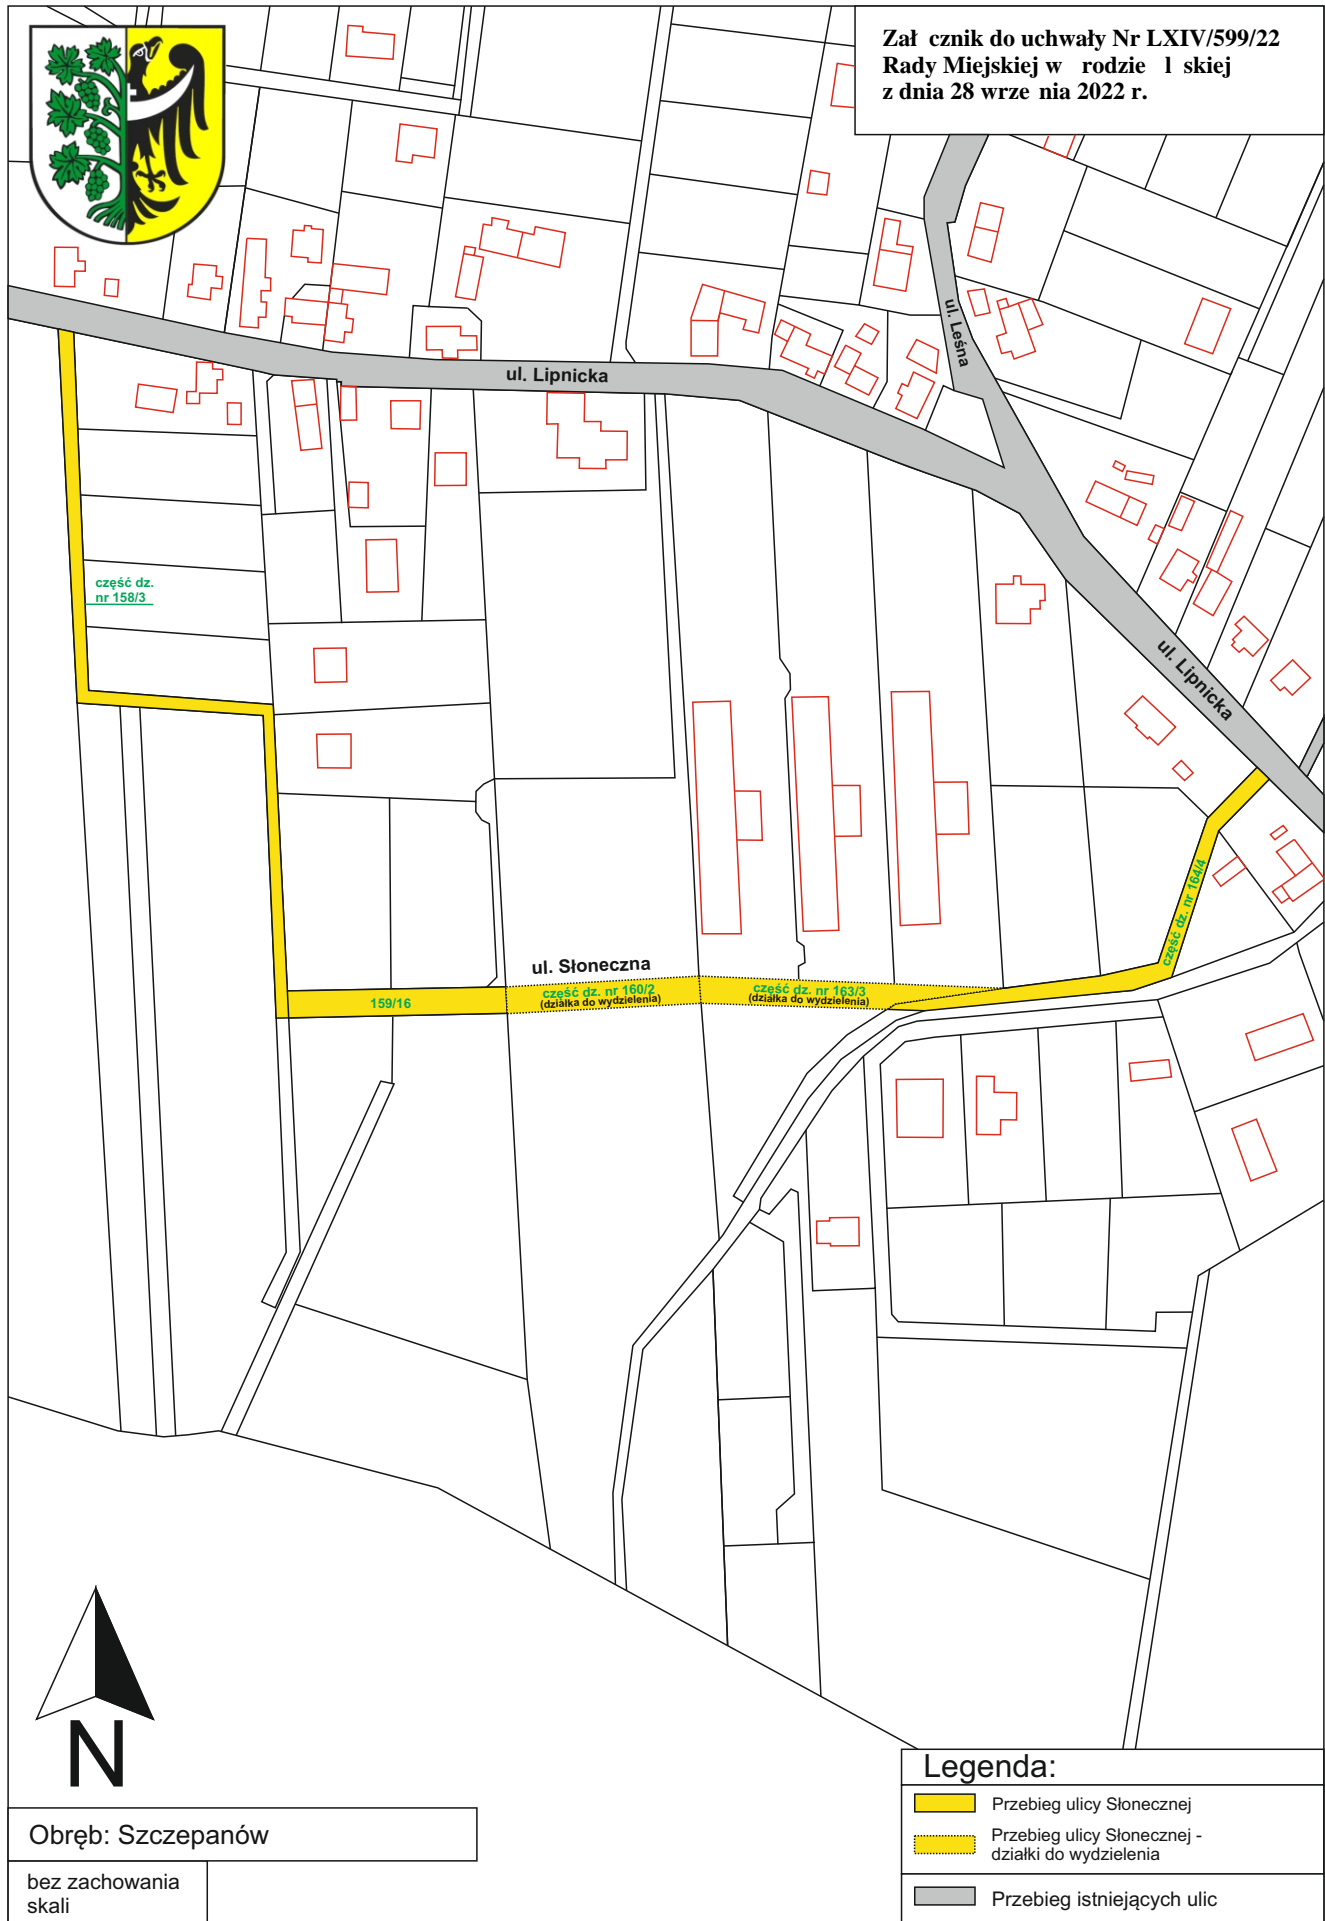 Zał cznik do uchwały Nr LXIV/599/22
Rady Miejskiej w rodzie l skiej
z dnia 28 wrze nia 2022 r.
ul. Leśna
ul. Lipnicka
część dz.
nr 158/3
ul. Lipnicka
część dz. nr 164/4
ul. Słoneczna
159/16
część dz. nr 160/2
(działka do wydzielenia)
część dz. nr 163/3
(działka do wydzielenia)
N
Obręb: Szczepanów
bez zachowania
skali
Legenda:
Przebieg ulicy Słonecznej
Przebieg ulicy Słonecznej -
działki do wydzielenia
Przebieg istniejących ulic